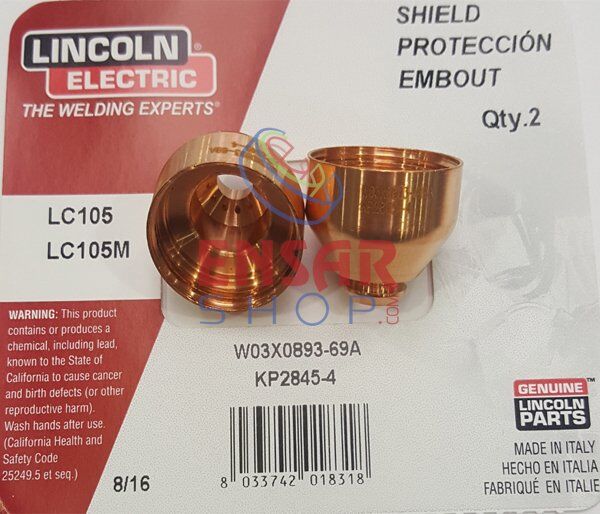 LINCOLN
ELECTRIC
THE WELDING EXPERTS®
SHIELD
PROTECCIÓN
EMBOUT
Qty.2
LC105
LC105M
ENSAR
SHOP.COM
WARNING: This product
contains or produces a
chemical, including lead,
known to the State of
California to cause cancer
and birth defects (or other
reproductive harm).
Wash hands after use.
(California Health and
Safety Code
25249.5 et seq.)
8/16
W03X0893-69A
KP2845-4
8 033742 018318
GENUINE
LINCOLN
PARTS
MADE IN ITALY
HECHO EN ITALIA
FABRIQUÉ EN ITALIE